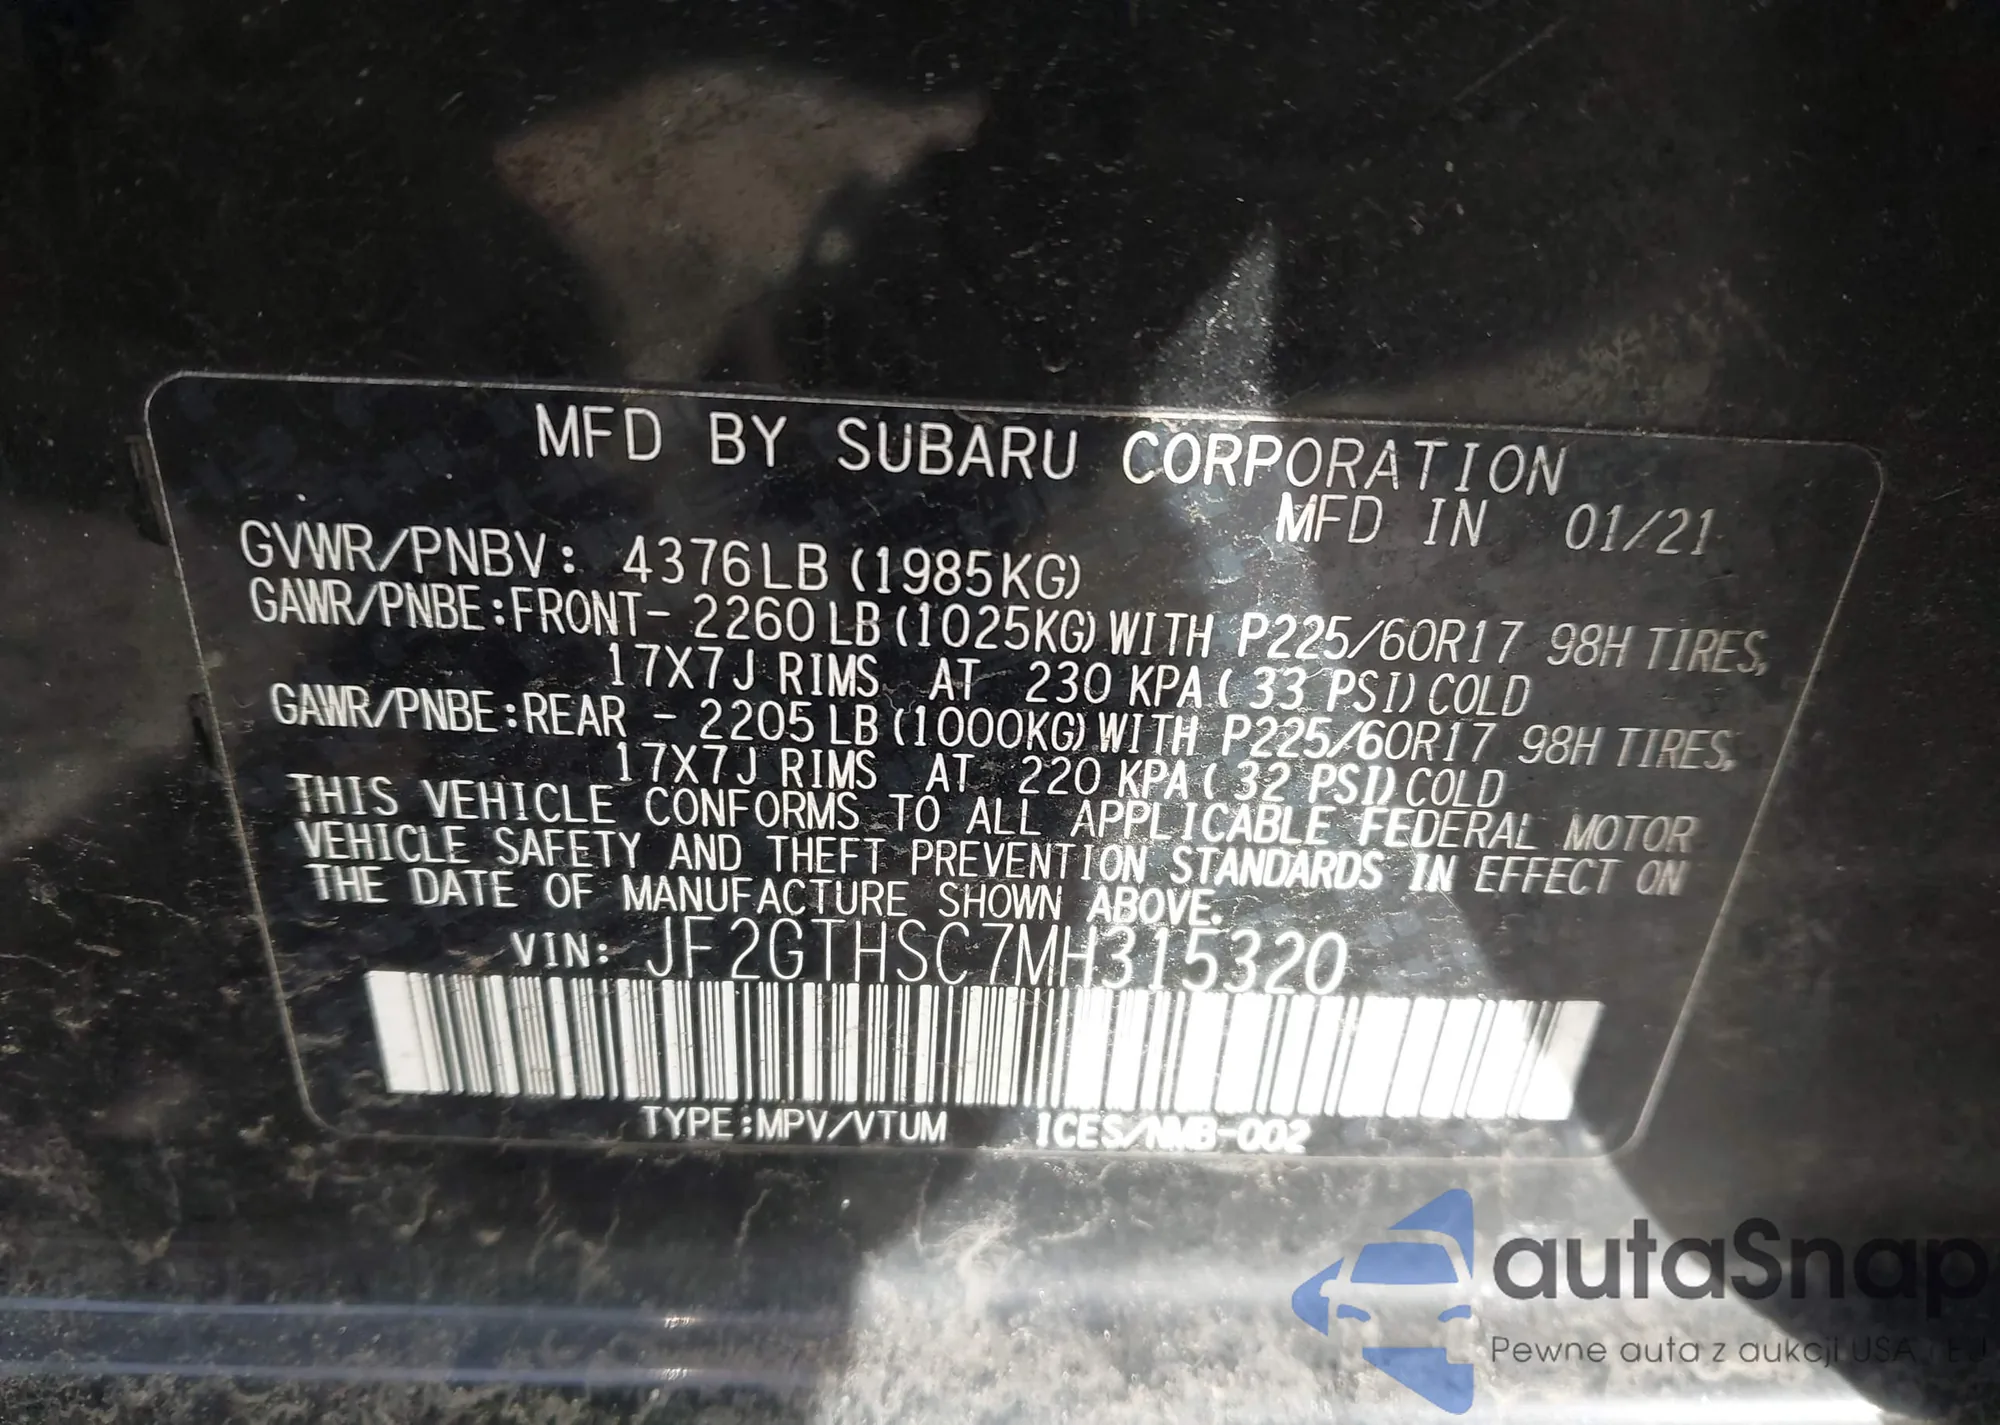 MFD BY SUBARU CORPORATION
MFD IN 01/21
GVWR/PNBV: 4376LB (1985KG)
GAWR/PNBE:FRONT- 2260LB (1025KG) WITH P225/60R17 98H TIRES,
17X7J RIMS AT 230 KPA ( 33 PSI) COLD
GAWR/PNBE:REAR - 2205LB (1000KG) WITH P225/60R17 98H TIRES,
17X7J RIMS AT 220 KPA ( 32 PSI) COLD
THIS VEHICLE CONFORMS TO ALL APPLICABLE FEDERAL MOTOR
VEHICLE SAFETY AND THEFT PREVENTION STANDARDS IN EFFECT ON
THE DATE OF MANUFACTURE SHOWN ABOVE.
VIN: JF2GTHSC7MH315320
TYPE:MPV/VTUM ICES/NMB-002
autaSnap
Pewne auta z aukcji USA